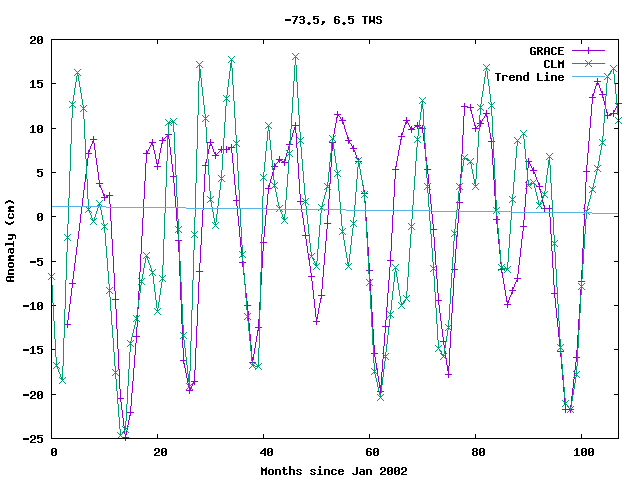 -73.5, 6.5 TWS
GRACE
CLM
Trend Line
20
15
10
5
0
-5
-10
-15
-20
-25
Anomaly (cm)
0 20 40 60 80 100
Months since Jan 2002